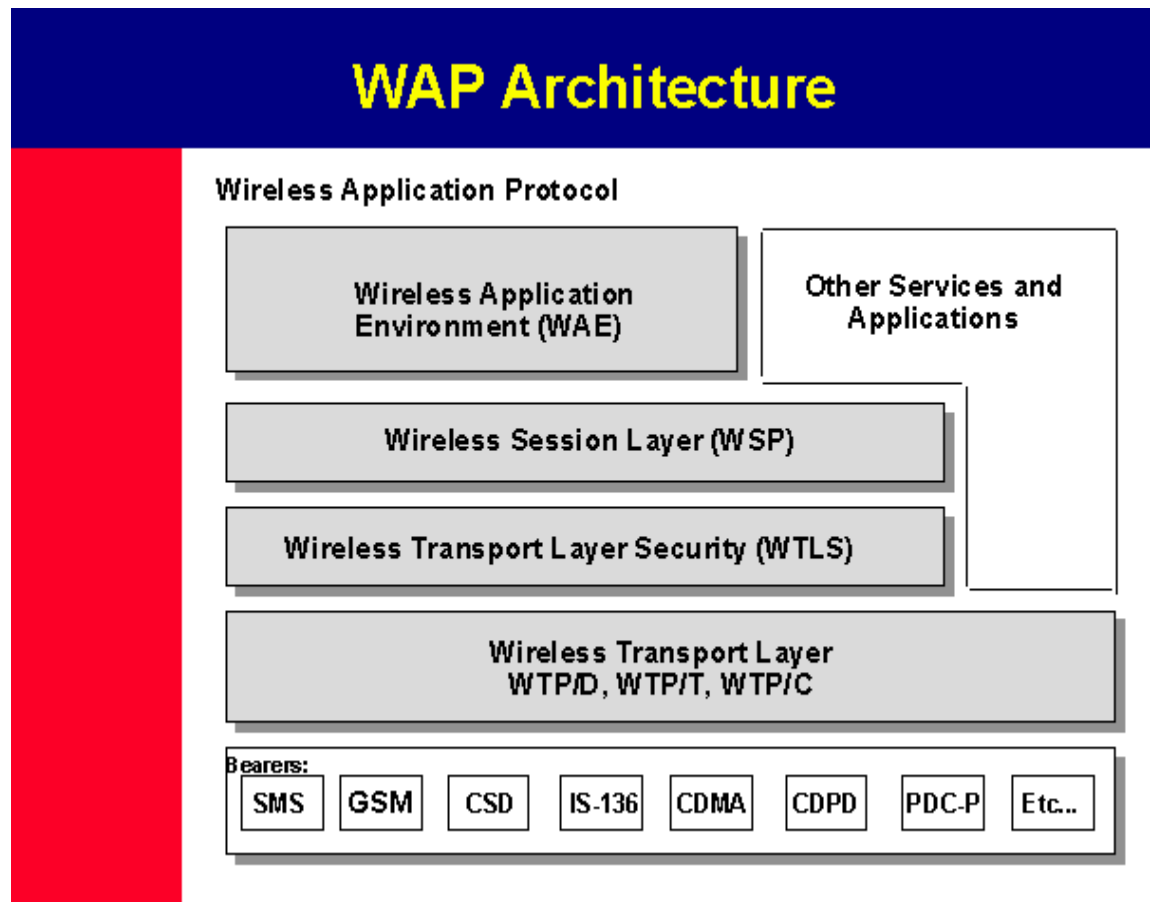 WAP Architecture
Wireless Application Protocol
Wireless Application
Environment (WAE)
Other Services and
Applications
Wireless Session Layer (WSP)
Wireless Transport Layer Security (WTLS)
Wireless Transport Layer
WTP/D, WTP/T, WTP/C
Bearers:
SMS GSM CSD IS-136 CDMA CDPD PDC-P Etc...